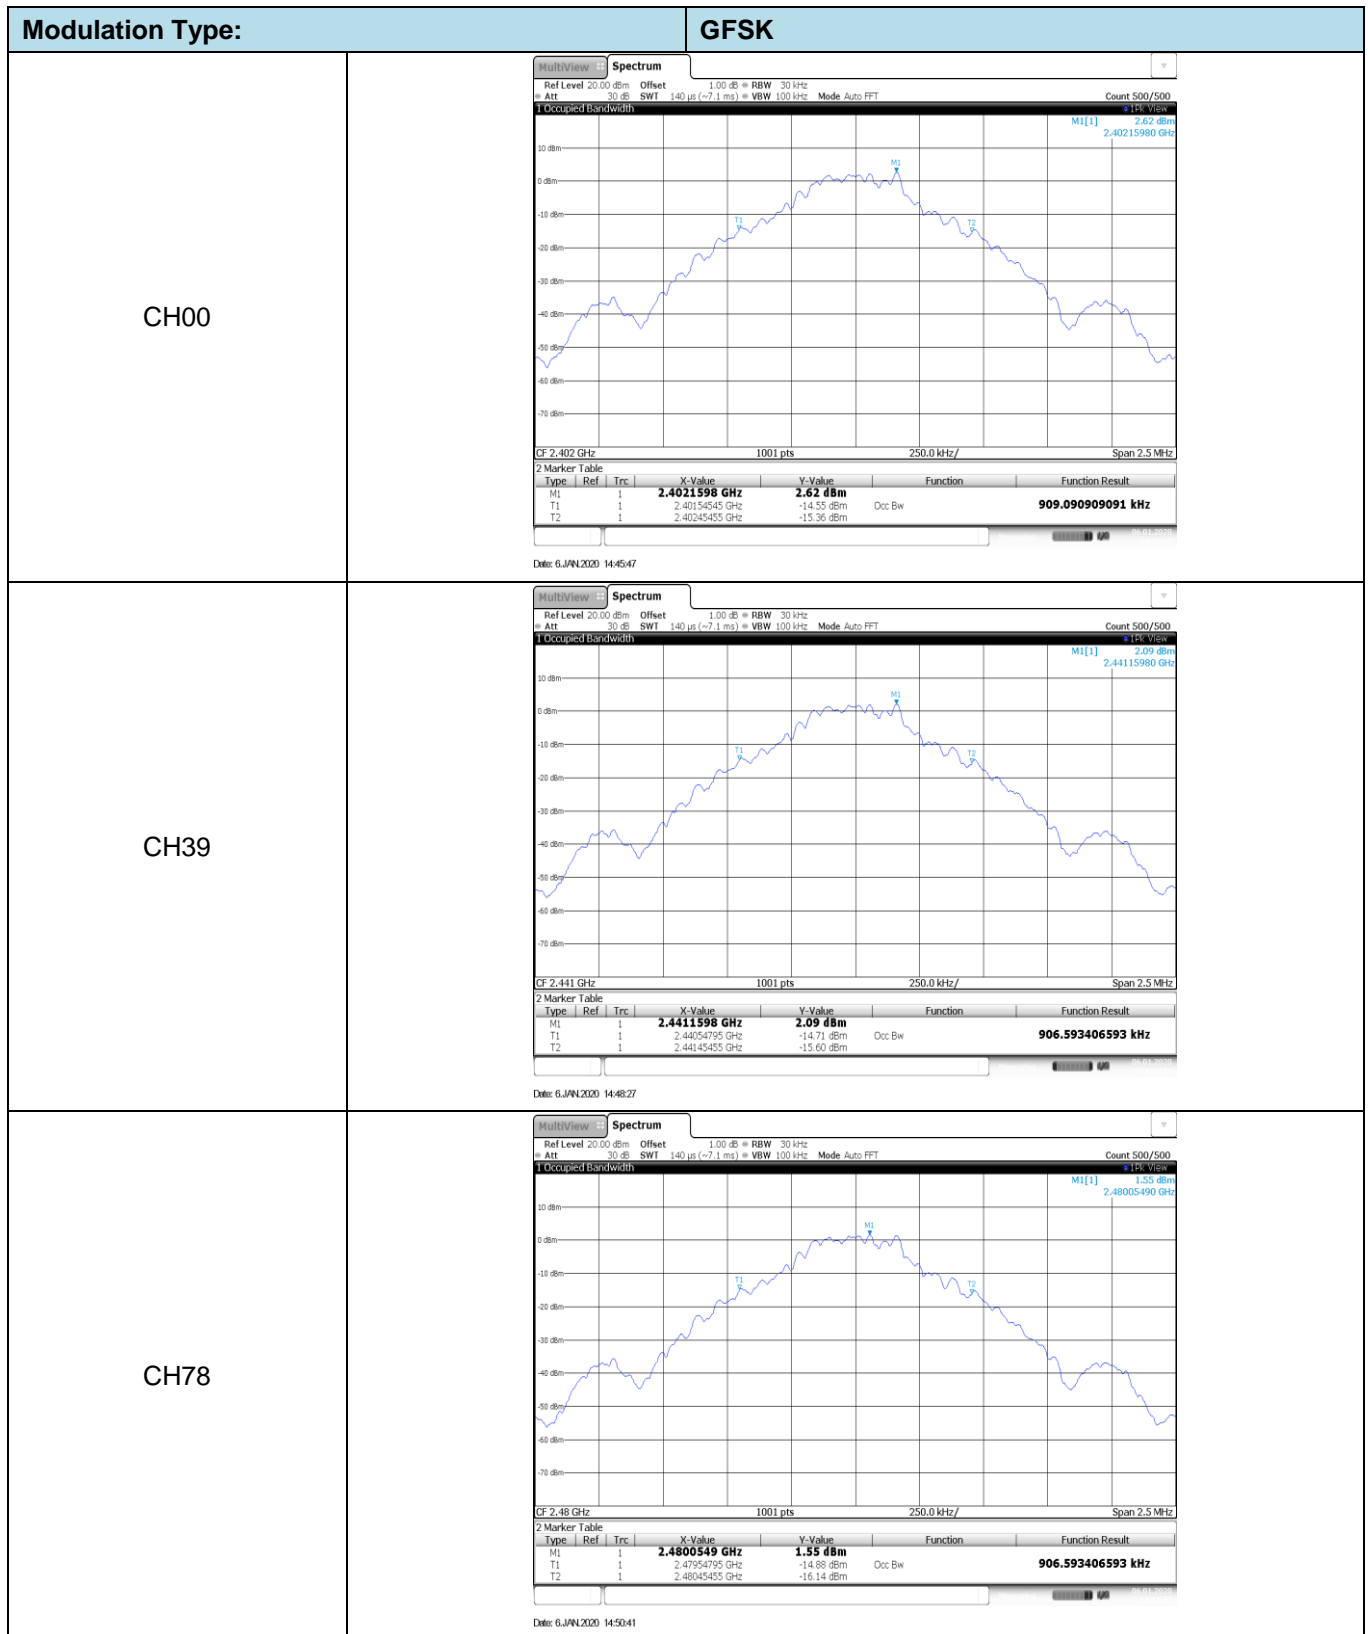 Modulation Type: GFSK
CH00
MultiView Spectrum
Ref Level 20.00 dBm Offset 1.00 dB RBW 30 kHz
Att 30 dB SWT 140 µs (~7.1 ms) VBW 100 kHz Mode Auto FFT Count 500/500
1 Occupied Bandwidth 1Pk View
M1[1] 2.62 dBm
2.40215980 GHz
10 dBm
M1
0 dBm
-10 dBm
T1 T2
-20 dBm
-30 dBm
-40 dBm
-50 dBm
-60 dBm
-70 dBm
CF 2.402 GHz 1001 pts 250.0 kHz/ Span 2.5 MHz
2 Marker Table
Type Ref Trc X-Value Y-Value Function Function Result
M1 1 2.4021598 GHz 2.62 dBm
T1 1 2.40154545 GHz -14.55 dBm Occ Bw 909.090909091 kHz
T2 1 2.40245455 GHz -15.36 dBm
06.01.2020
Date: 6.JAN.2020 14:45:47
CH39
MultiView Spectrum
Ref Level 20.00 dBm Offset 1.00 dB RBW 30 kHz
Att 30 dB SWT 140 µs (~7.1 ms) VBW 100 kHz Mode Auto FFT Count 500/500
1 Occupied Bandwidth 1Pk View
M1[1] 2.09 dBm
2.44115980 GHz
10 dBm
M1
0 dBm
-10 dBm
T1 T2
-20 dBm
-30 dBm
-40 dBm
-50 dBm
-60 dBm
-70 dBm
CF 2.441 GHz 1001 pts 250.0 kHz/ Span 2.5 MHz
2 Marker Table
Type Ref Trc X-Value Y-Value Function Function Result
M1 1 2.4411598 GHz 2.09 dBm
T1 1 2.44054795 GHz -14.71 dBm Occ Bw 906.593406593 kHz
T2 1 2.44145455 GHz -15.60 dBm
06.01.2020
Date: 6.JAN.2020 14:48:27
CH78
MultiView Spectrum
Ref Level 20.00 dBm Offset 1.00 dB RBW 30 kHz
Att 30 dB SWT 140 µs (~7.1 ms) VBW 100 kHz Mode Auto FFT Count 500/500
1 Occupied Bandwidth 1Pk View
M1[1] 1.55 dBm
2.48005490 GHz
10 dBm
M1
0 dBm
-10 dBm
T1 T2
-20 dBm
-30 dBm
-40 dBm
-50 dBm
-60 dBm
-70 dBm
CF 2.48 GHz 1001 pts 250.0 kHz/ Span 2.5 MHz
2 Marker Table
Type Ref Trc X-Value Y-Value Function Function Result
M1 1 2.4800549 GHz 1.55 dBm
T1 1 2.47954795 GHz -14.88 dBm Occ Bw 906.593406593 kHz
T2 1 2.48045455 GHz -16.14 dBm
06.01.2020
Date: 6.JAN.2020 14:50:41